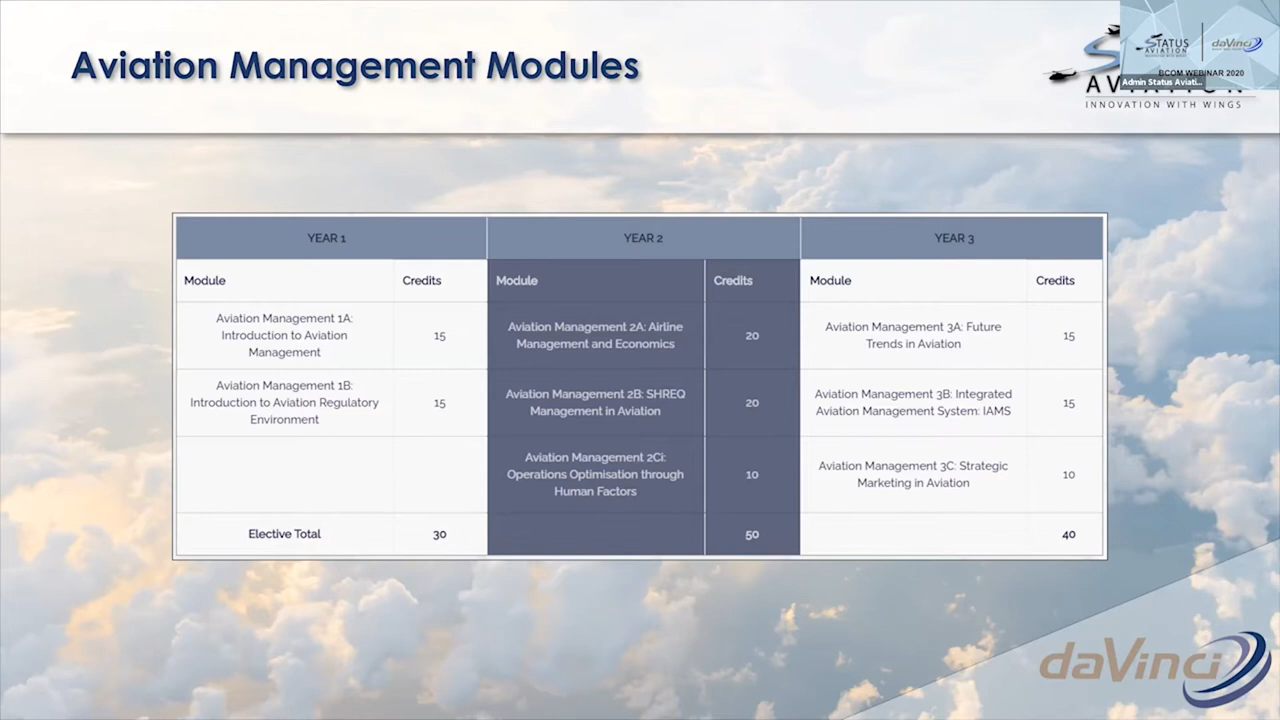 Aviation Management Modules
STATUS
AVIATION
daVinci
BCOM WEBINAR 2020
Admin Status Aviati...
INNOVATION WITH WINGS
YEAR 1
YEAR 2
YEAR 3
Module
Credits
Module
Credits
Module
Credits
Aviation Management 1A:
Introduction to Aviation
Management
15
Aviation Management 2A: Airline
Management and Economics
20
Aviation Management 3A: Future
Trends in Aviation
15
Aviation Management 1B:
Introduction to Aviation Regulatory
Environment
15
Aviation Management 2B: SHREQ
Management in Aviation
20
Aviation Management 3B: Integrated
Aviation Management System: IAMS
15
Aviation Management 2Ci:
Operations Optimisation through
Human Factors
10
Aviation Management 3C: Strategic
Marketing in Aviation
10
Elective Total
30
50
40
daVinci